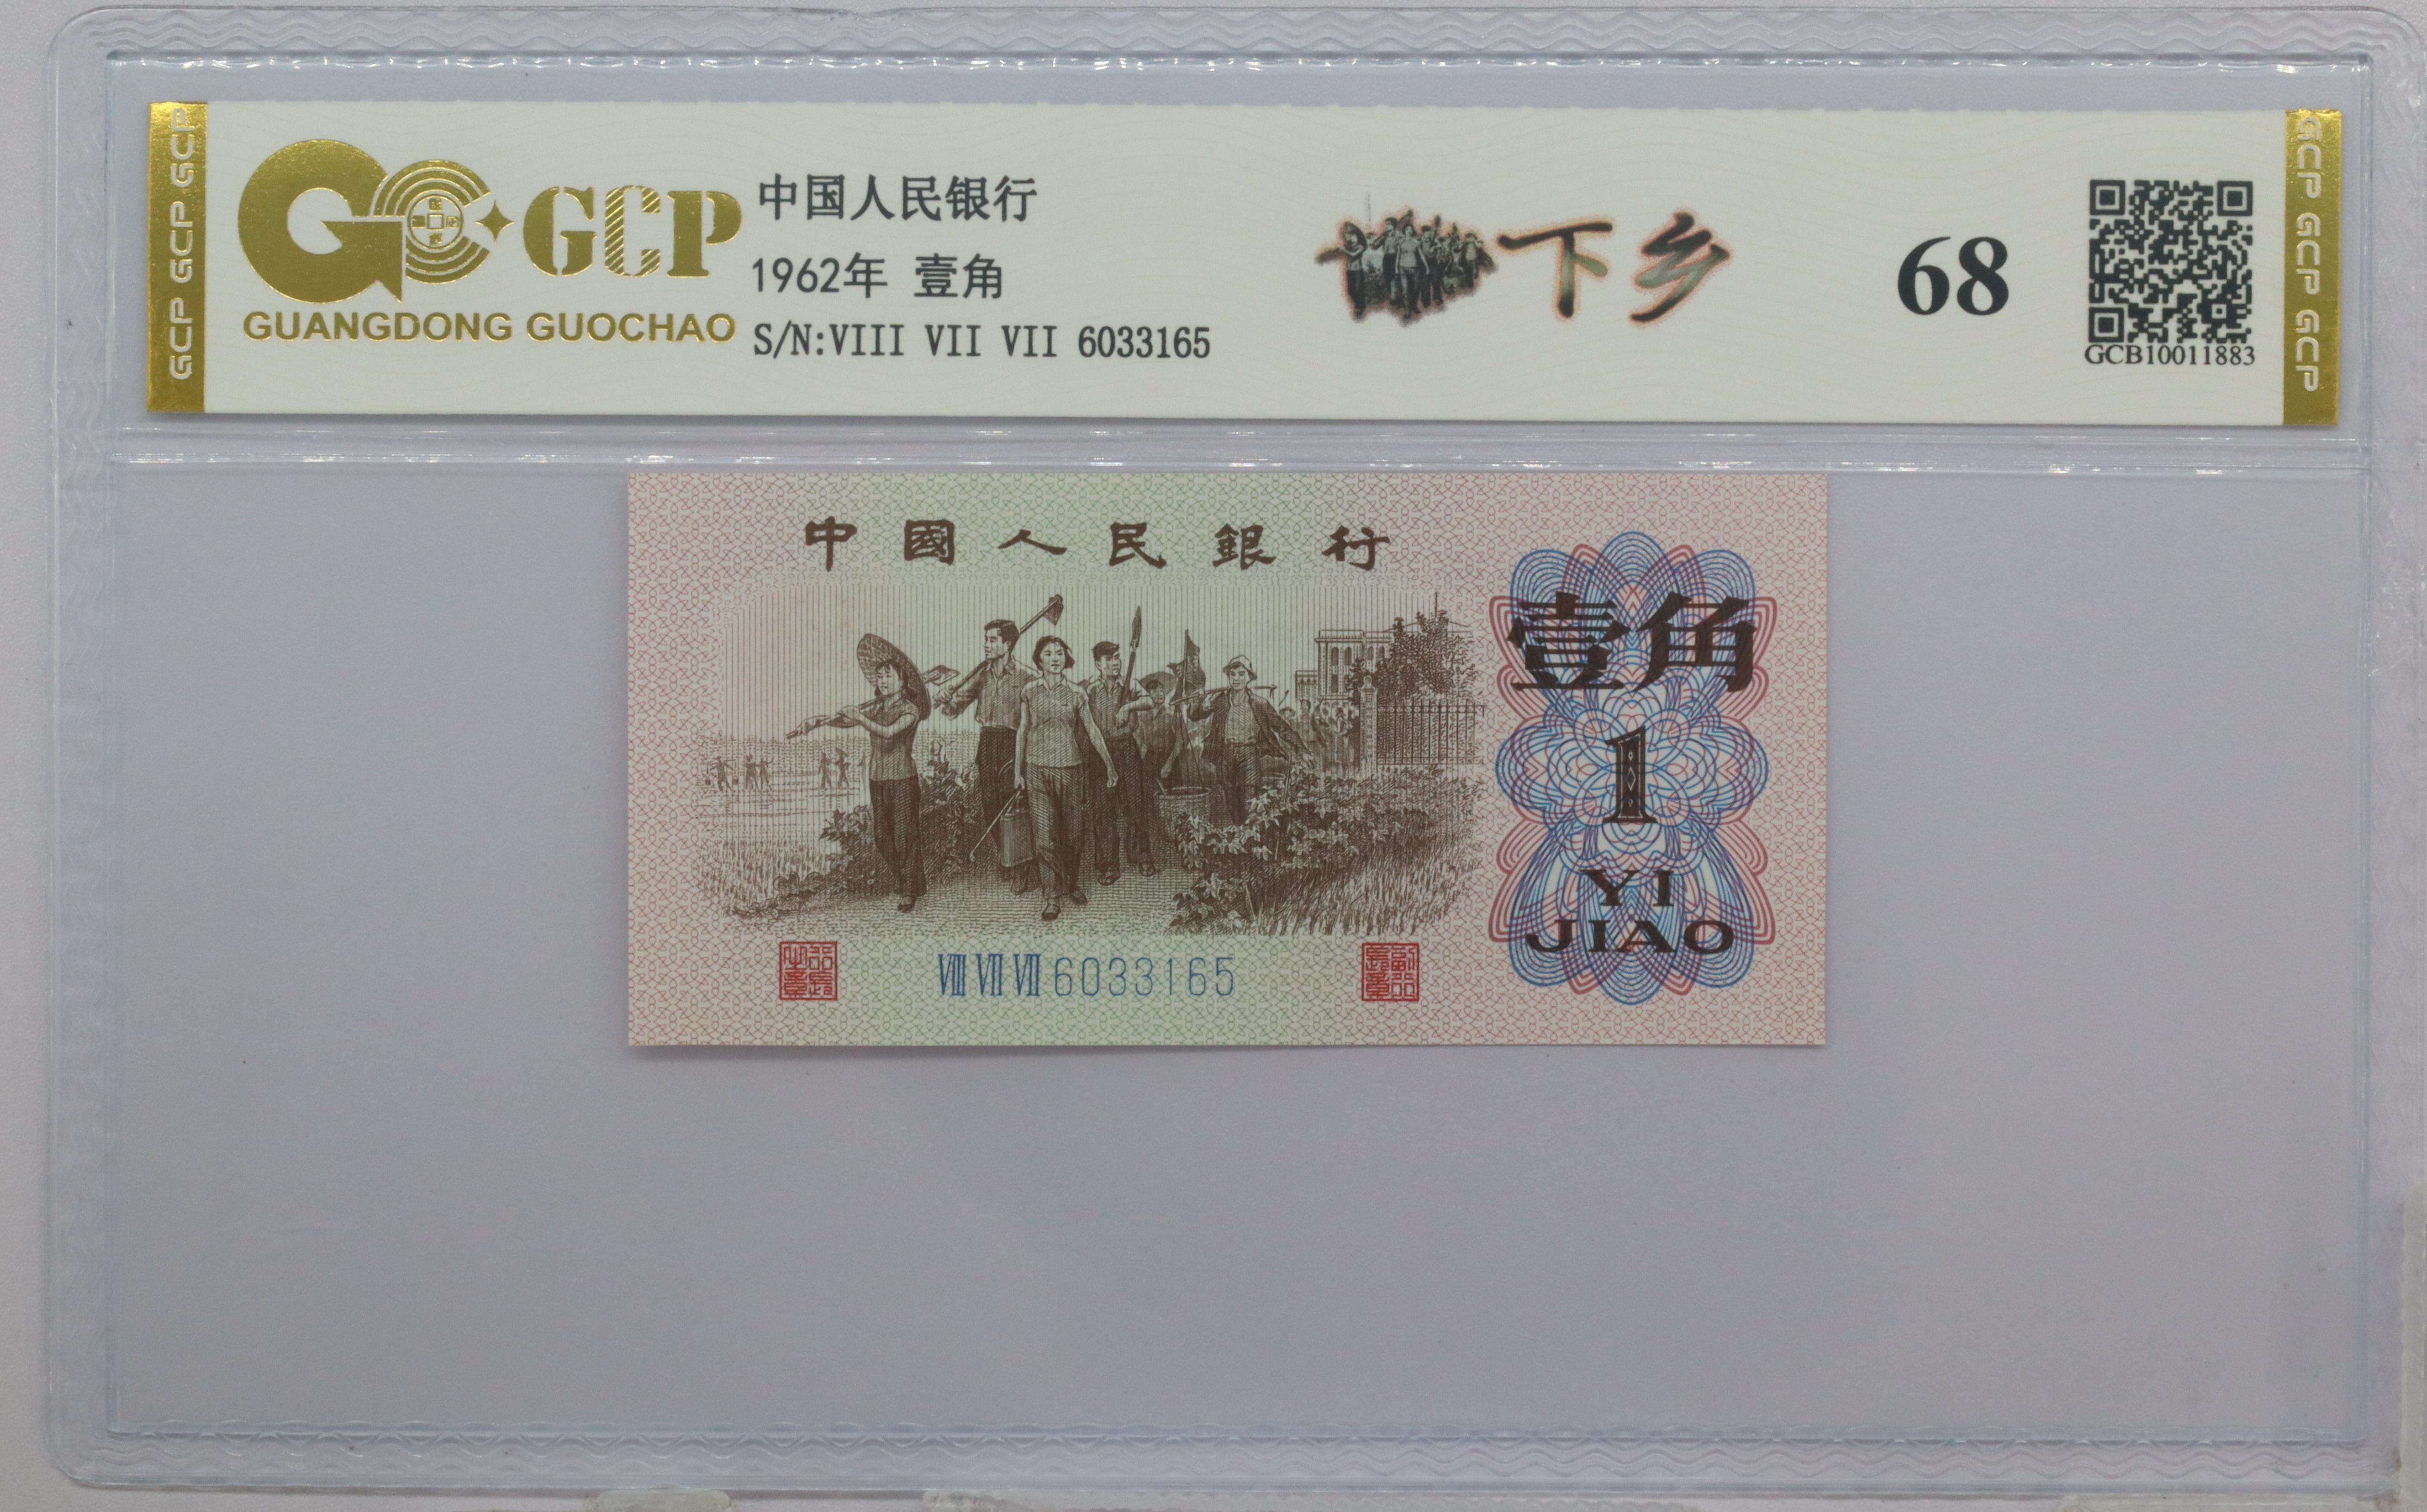 GCP GCP GCP
GCP
GUANGDONG GUOCHAO
中国人民银行
1962年 壹角
S/N:VIII VII VII 6033165
下乡
68
GCB10011883
GCP GCP GCP
中國人民銀行
壹角
1
YI
JIAO
VIII VII VII 6033165